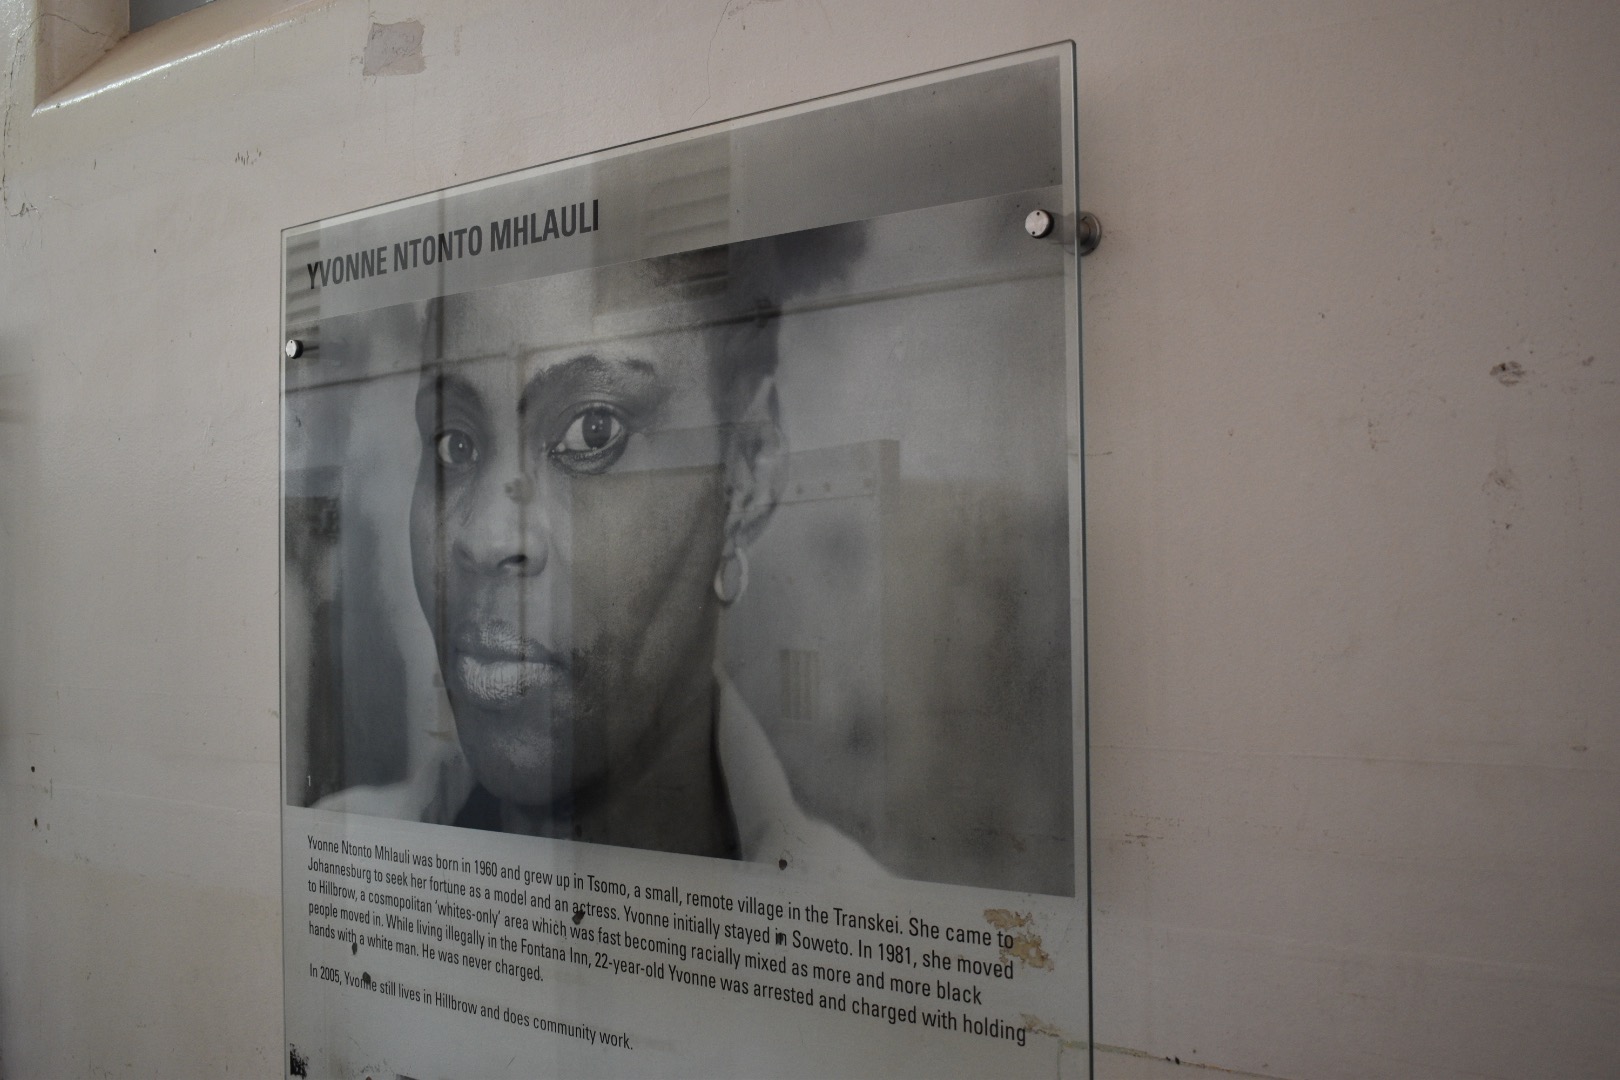 YVONNE NTONTO MHLAULI
1
Yvonne Ntonto Mhlauli was born in 1960 and grew up in Tsomo, a small, remote village in the Transkei. She came to
Johannesburg to seek her fortune as a model and an actress. Yvonne initially stayed in Soweto. In 1981, she moved
to Hillbrow, a cosmopolitan 'whites-only' area which was fast becoming racially mixed as more and more black
people moved in. While living illegally in the Fontana Inn, 22-year-old Yvonne was arrested and charged with holding
hands with a white man. He was never charged.
In 2005, Yvonne still lives in Hillbrow and does community work.